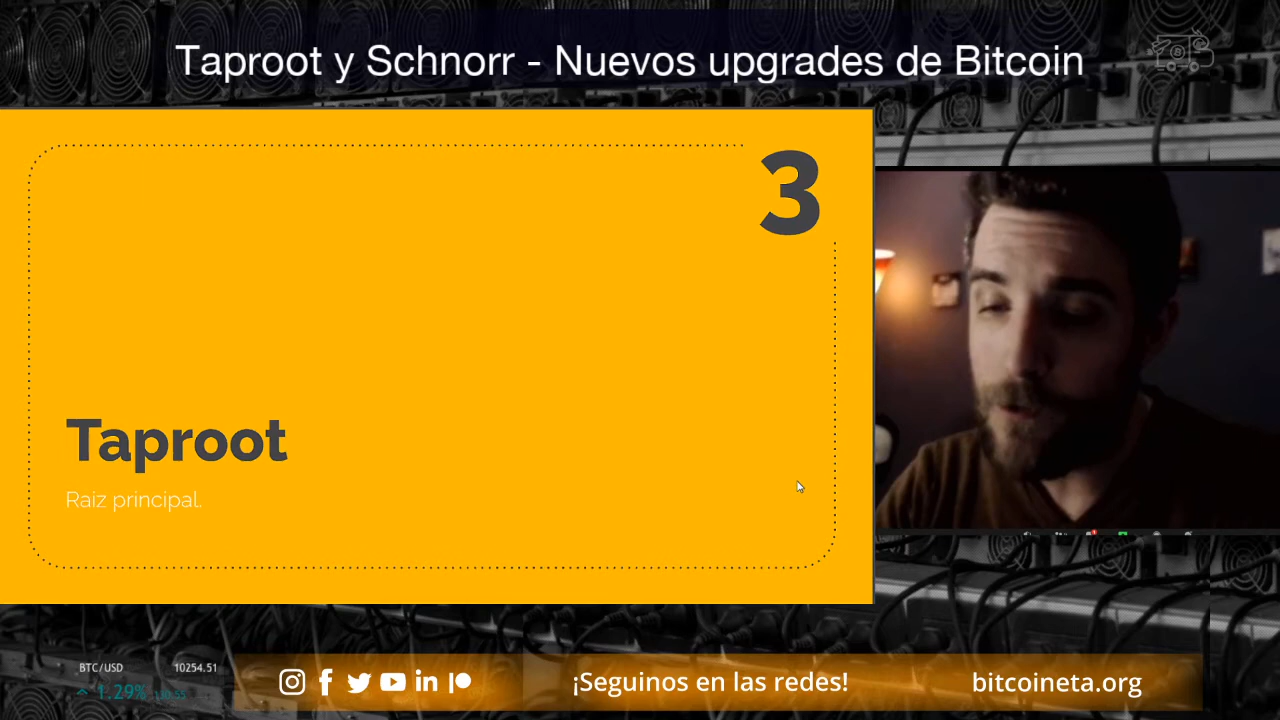 Taproot y Schnorr - Nuevos upgrades de Bitcoin
3
Taproot
Raiz principal.
BTC/USD 10254.51
1.29%
¡Seguinos en las redes!
bitcoineta.org